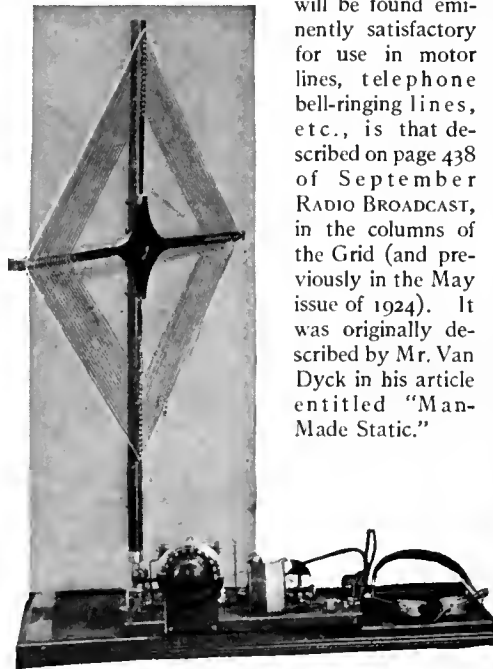 will be found emi-
nently satisfactory
for use in motor
lines, telephone
bell-ringing lines,
etc., is that de-
scribed on page 438
of September
RADIO BROADCAST,
in the columns of
the Grid (and pre-
viously in the May
issue of 1924). It
was originally de-
scribed by Mr. Van
Dyck in his article
entitled "Man-
Made Static."